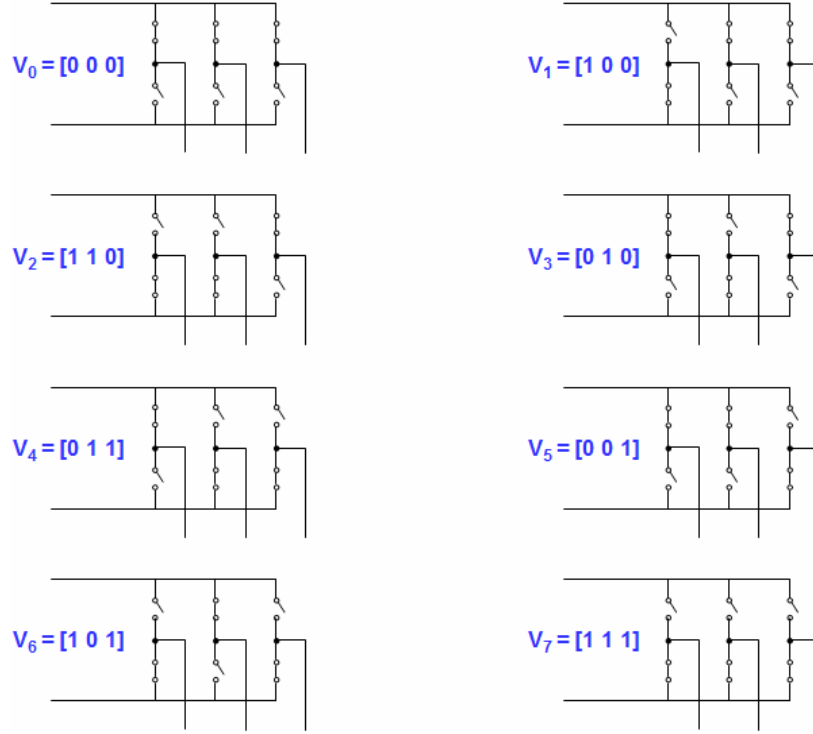 V0 = [0 0 0]
V1 = [1 0 0]
V2 = [1 1 0]
V3 = [0 1 0]
V4 = [0 1 1]
V5 = [0 0 1]
V6 = [1 0 1]
V7 = [1 1 1]